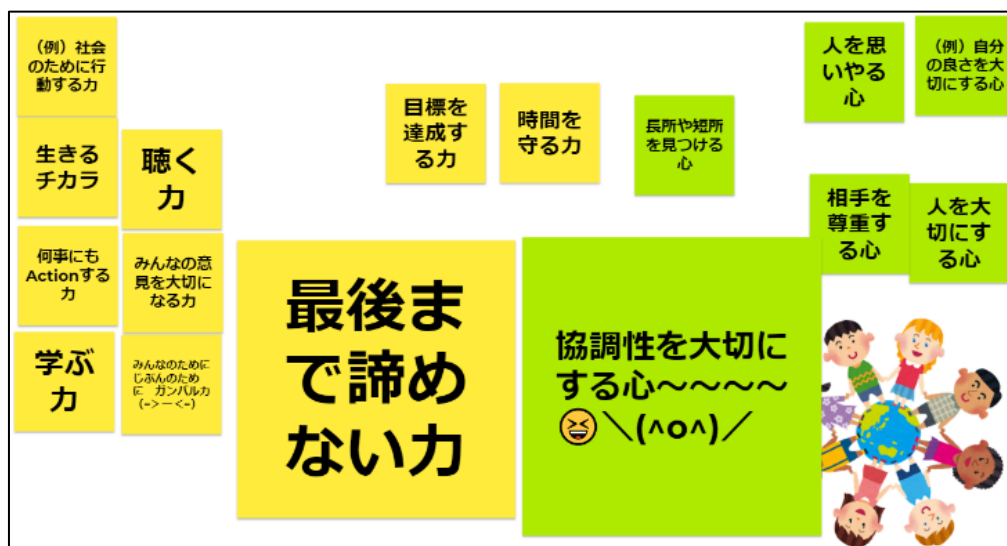 （例）社会
のために行
動する力
生きる
チカラ
聴く
力
何事にも
Actionする
力
みんなの意
見を大切に
なる力
学ぶ
力
みんなのために
じぶんのため
に　ガンバル力
(=>ー<=)
目標を
達成す
る力
時間を
守る力
最後ま
で諦め
ない力
長所や短所
を見つける
心
協調性を大切に
する心～～～～
😆＼(^o^)／
人を思
いやる
心
（例）自分
の良さを大
切にする心
相手を
尊重す
る心
人を大
切にす
る心